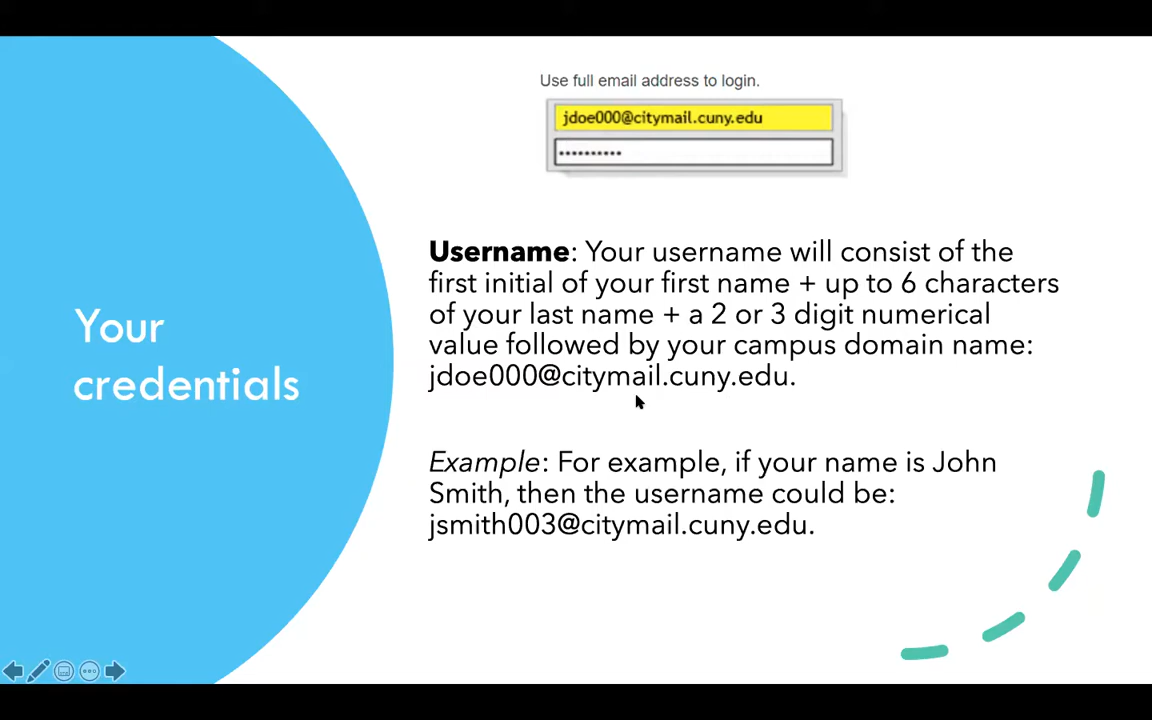 Use full email address to login.
jdoe000@citymail.cuny.edu
••••••••••
Your
credentials
Username: Your username will consist of the
first initial of your first name + up to 6 characters
of your last name + a 2 or 3 digit numerical
value followed by your campus domain name:
jdoe000@citymail.cuny.edu.
Example: For example, if your name is John
Smith, then the username could be:
jsmith003@citymail.cuny.edu.